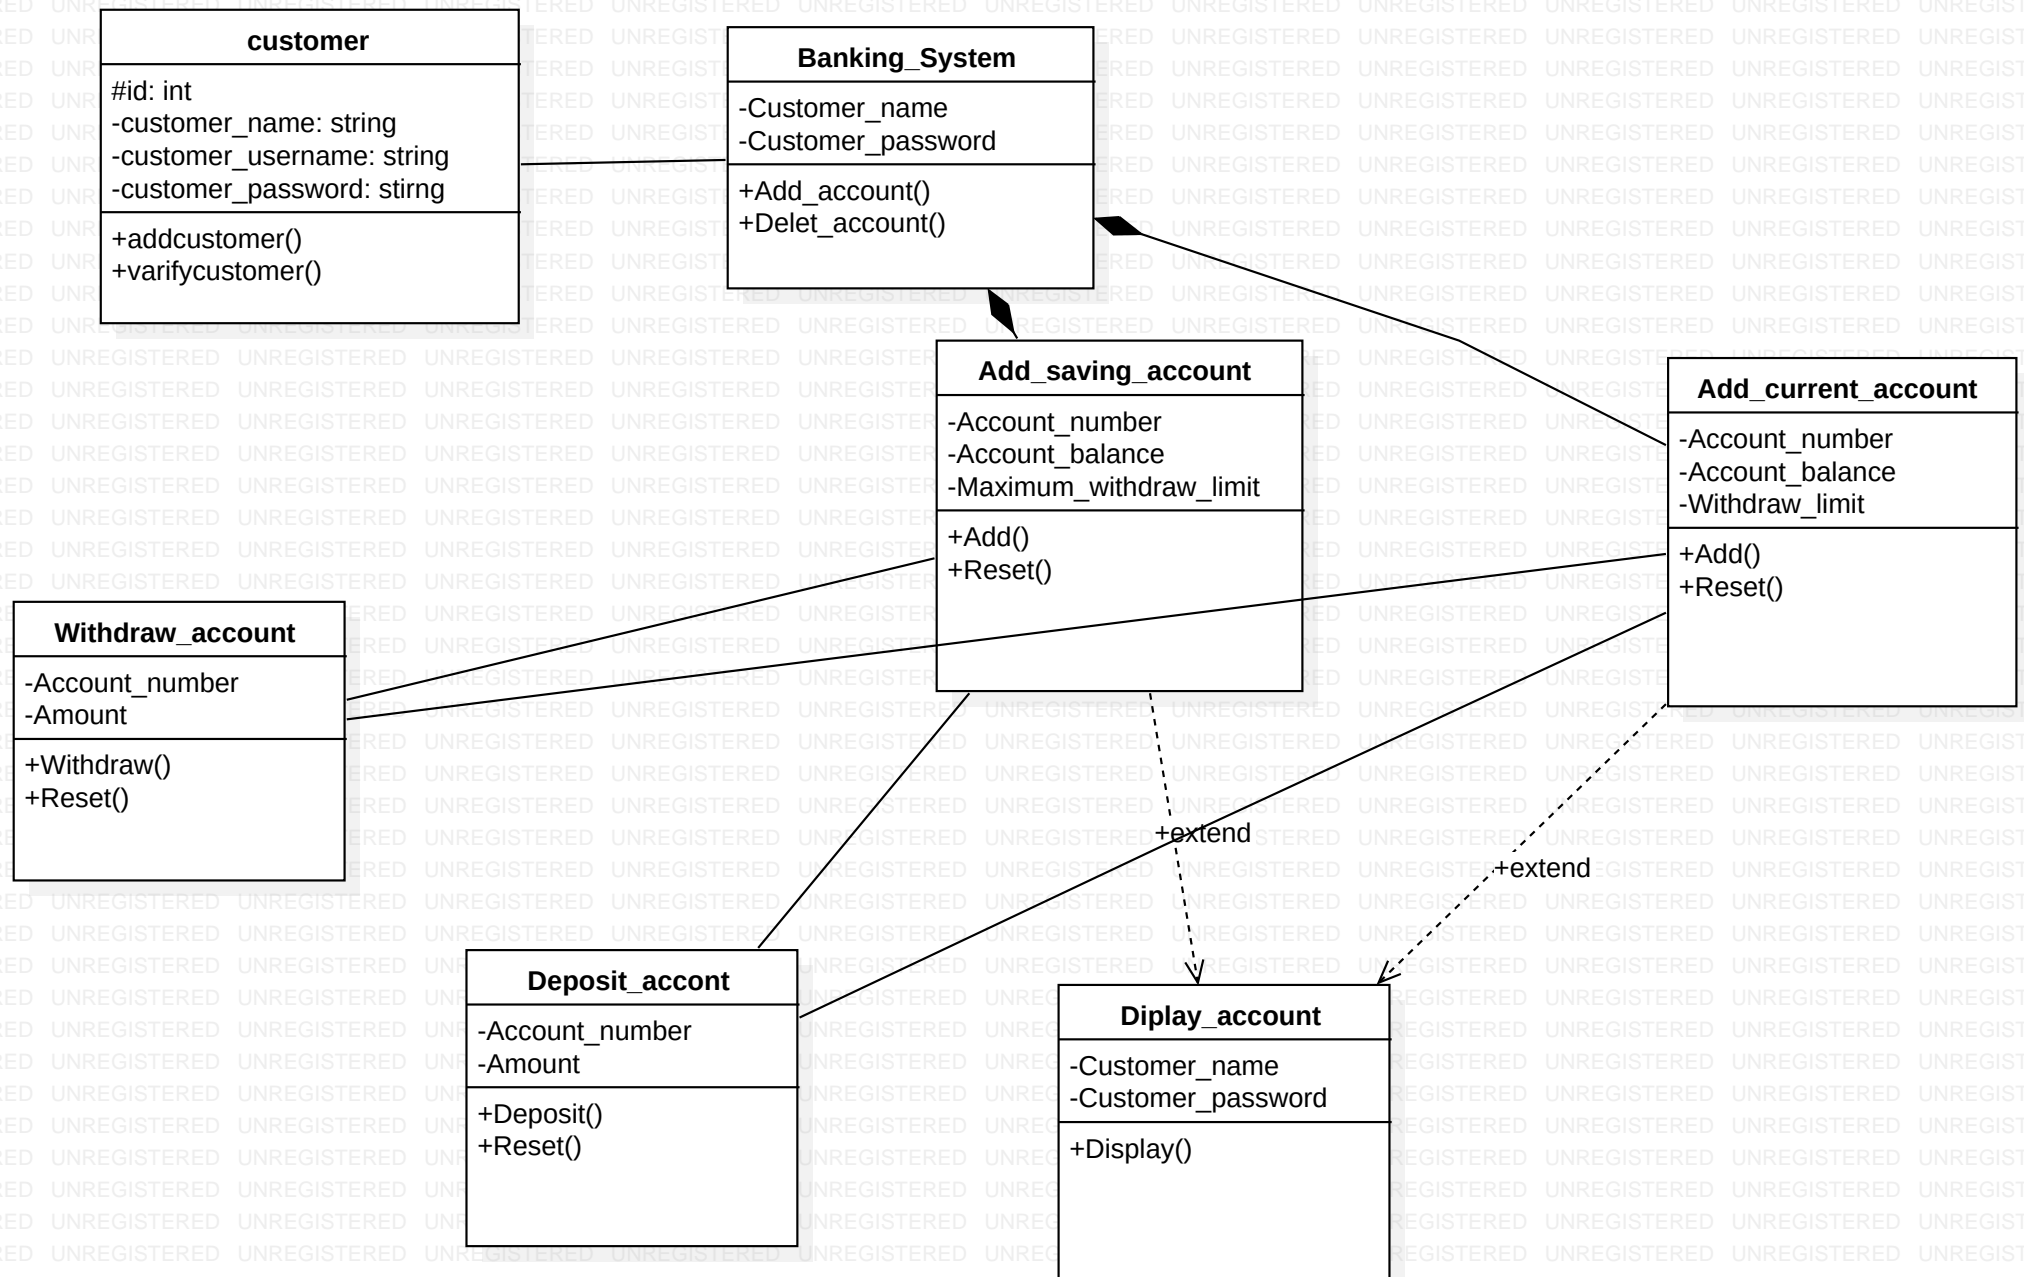 customer
#id: int
-customer_name: string
-customer_username: string
-customer_password: stirng
+addcustomer()
+varifycustomer()
Banking_System
-Customer_name
-Customer_password
+Add_account()
+Delet_account()
Add_saving_account
-Account_number
-Account_balance
-Maximum_withdraw_limit
+Add()
+Reset()
Add_current_account
-Account_number
-Account_balance
-Withdraw_limit
+Add()
+Reset()
Withdraw_account
-Account_number
-Amount
+Withdraw()
+Reset()
+extend
+extend
Deposit_accont
-Account_number
-Amount
+Deposit()
+Reset()
Diplay_account
-Customer_name
-Customer_password
+Display()
UNREGISTERED